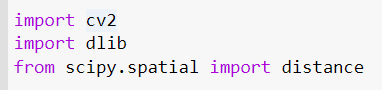 import cv2
import dlib
from scipy.spatial import distance